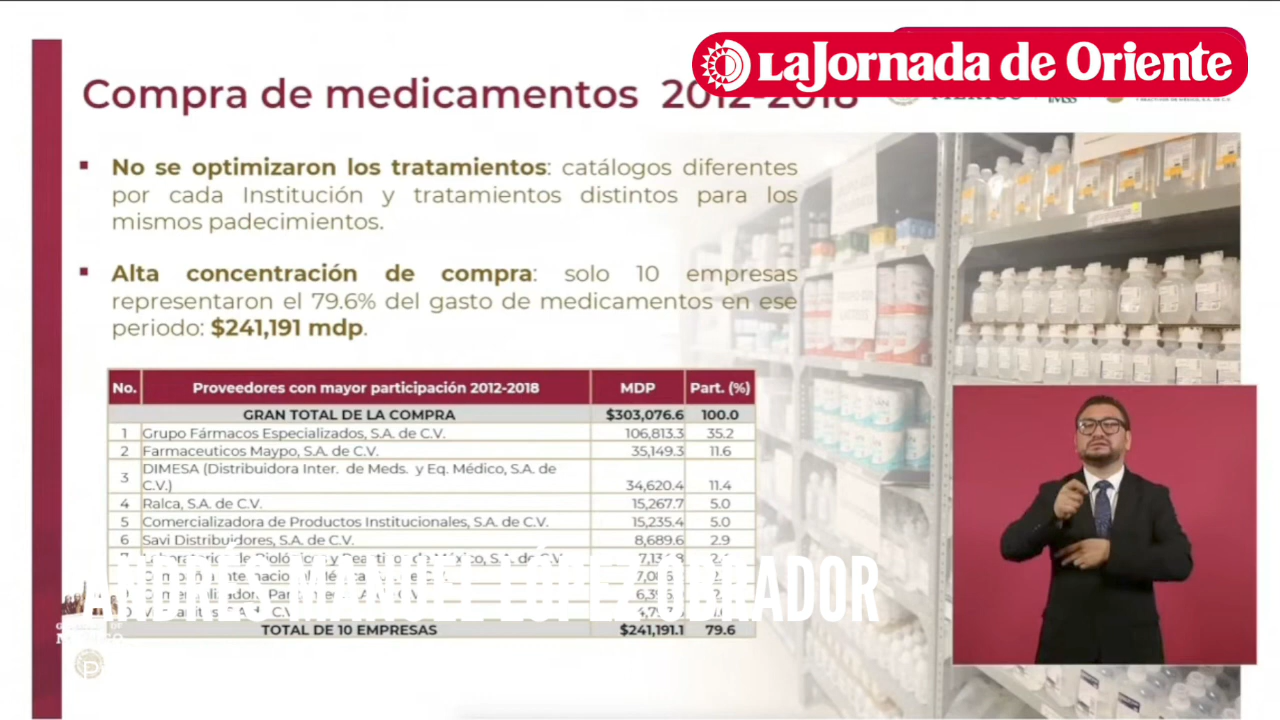 La Jornada de Oriente
Compra de medicamentos 2012-2018
▪ No se optimizaron los tratamientos: catálogos diferentes
por cada Institución y tratamientos distintos para los
mismos padecimientos.
▪ Alta concentración de compra: solo 10 empresas
representaron el 79.6% del gasto de medicamentos en ese
periodo: $241,191 mdp.
No. Proveedores con mayor participación 2012-2018 MDP Part. (%)
GRAN TOTAL DE LA COMPRA $303,076.6 100.0
1 Grupo Fármacos Especializados, S.A. de C.V. 106,813.3 35.2
2 Farmaceuticos Maypo, S.A. de C.V. 35,149.3 11.6
3 DIMESA (Distribuidora Inter. de Meds. y Eq. Médico, S.A. de
C.V.) 34,620.4 11.4
4 Ralca, S.A. de C.V. 15,267.7 5.0
5 Comercializadora de Productos Institucionales, S.A. de C.V. 15,235.4 5.0
6 Savi Distribuidores, S.A. de C.V. 8,689.6 2.9
ANDRÉS MANUEL LÓPEZ OBRADOR
TOTAL DE 10 EMPRESAS $241,191.1 79.6